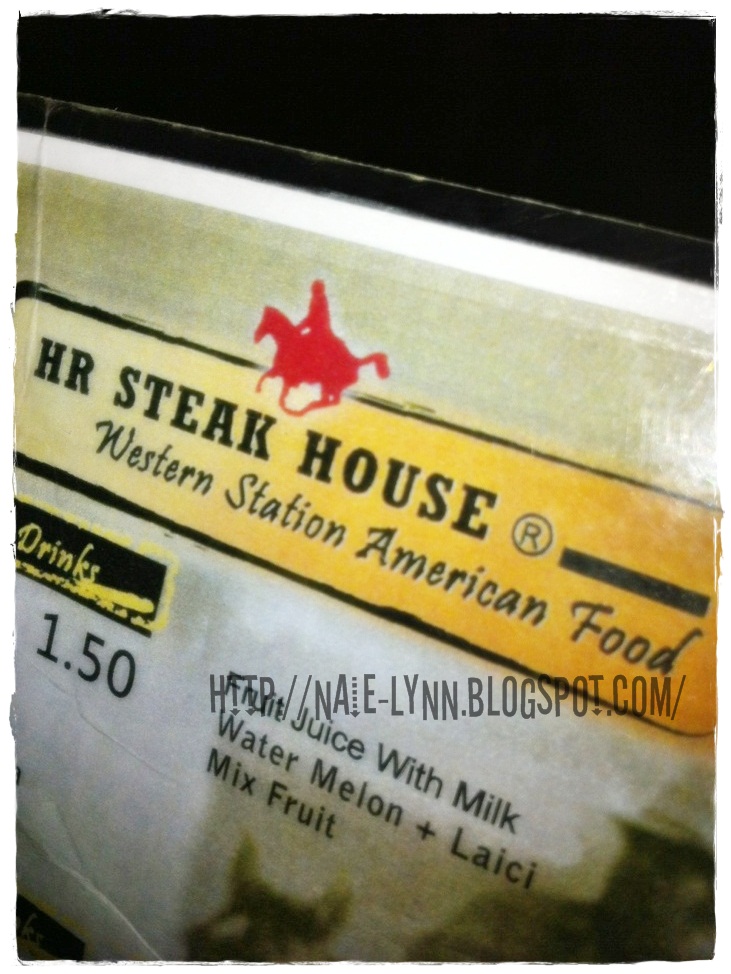 HR STEAK HOUSE ®
Western Station American Food
Drinks
1.50
HTTP://NAIE-LYNN.BLOGSPOT.COM/
Fruit Juice With Milk
Water Melon + Laici
Mix Fruit